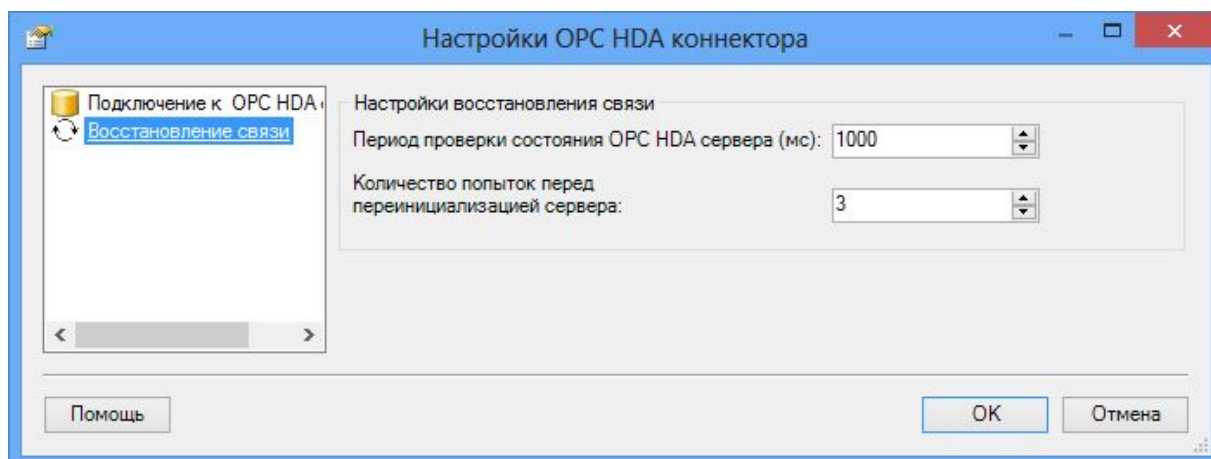 Настройки OPC HDA коннектора
Подключение к OPC HDA
Восстановление связи
Настройки восстановления связи
Период проверки состояния OPC HDA сервера (мс): 1000
Количество попыток перед
переинициализацией сервера: 3
Помощь
OK
Отмена